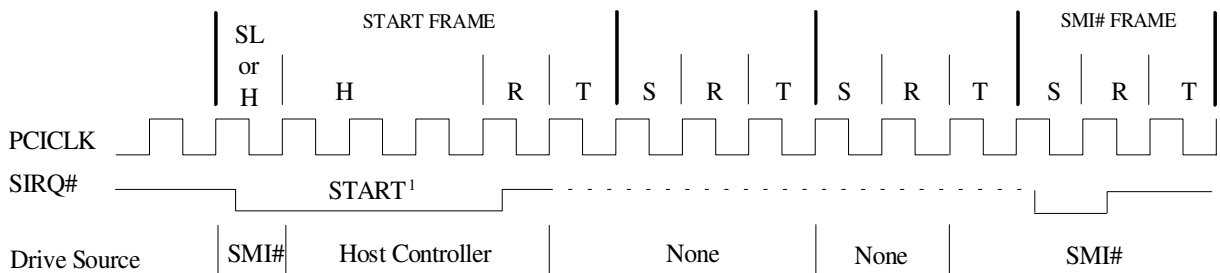 START FRAME
SMI# FRAME
SL
or
H
H R T S R T S R T S R T
PCICLK
SIRQ#
START1
Drive Source SMI# Host Controller None None SMI#